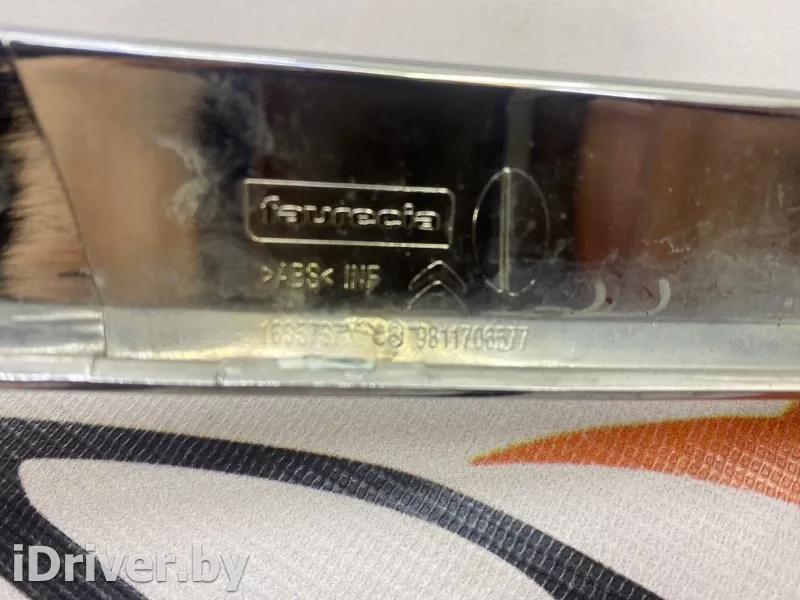 faurecia
>ABS< INF
9811706577
iDriver.by